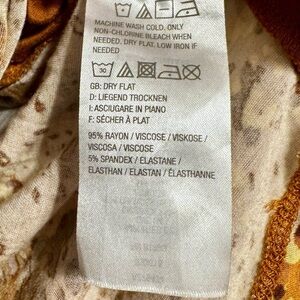 MACHINE WASH COLD, ONLY
NON-CHLORINE BLEACH WHEN
NEEDED, DRY FLAT, LOW IRON IF
NEEDED
30
GB: DRY FLAT
D: LIEGEND TROCKNEN
I: ASCIUGARE IN PIANO
F: SÉCHER À PLAT
95% RAYON / VISCOSE / VISKOSE /
VISCOSA / VISCOSE
5% SPANDEX / ELASTANE /
ELASTHAN / ELASTAN / ÉLASTHANNE